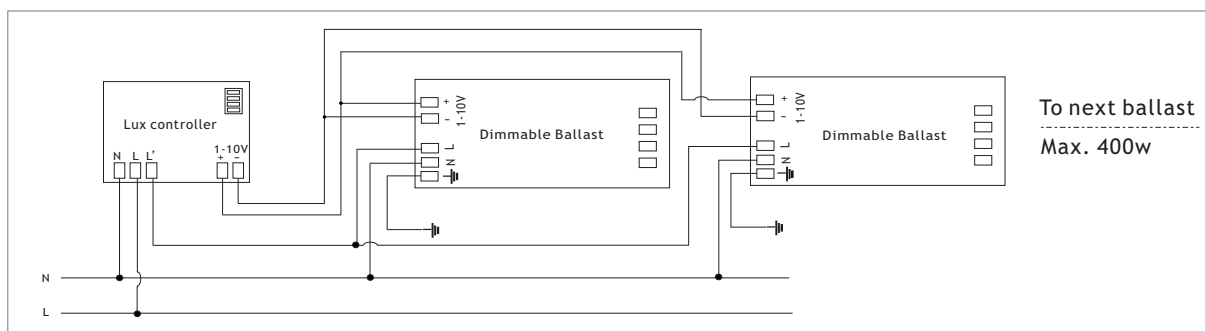 Lux controller
N L L' 1-10V
+ -
+
-
1-10V
L
N
Dimmable Ballast
+
-
1-10V
L
N
Dimmable Ballast
To next ballast
Max. 400w
N
L